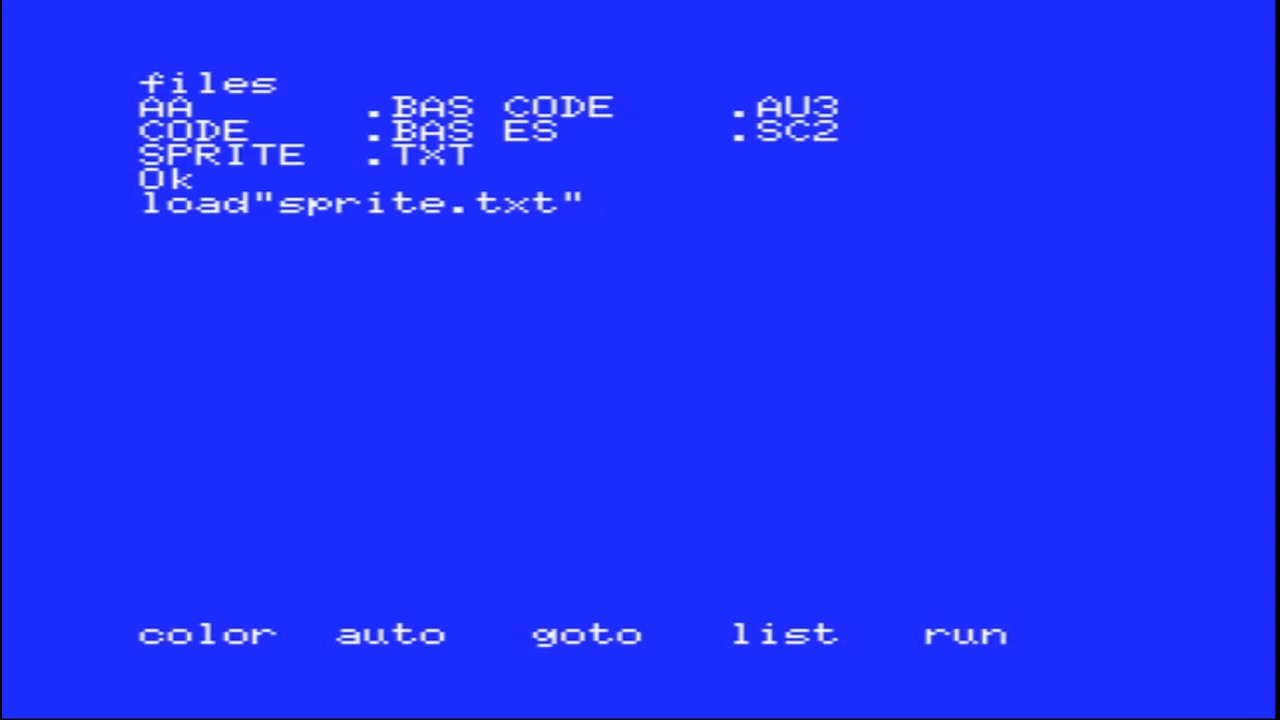 files
AA      .BAS CODE    .AU3
CODE    .BAS ES      .SC2
SPRITE  .TXT
Ok
load"sprite.txt"
color auto goto list run